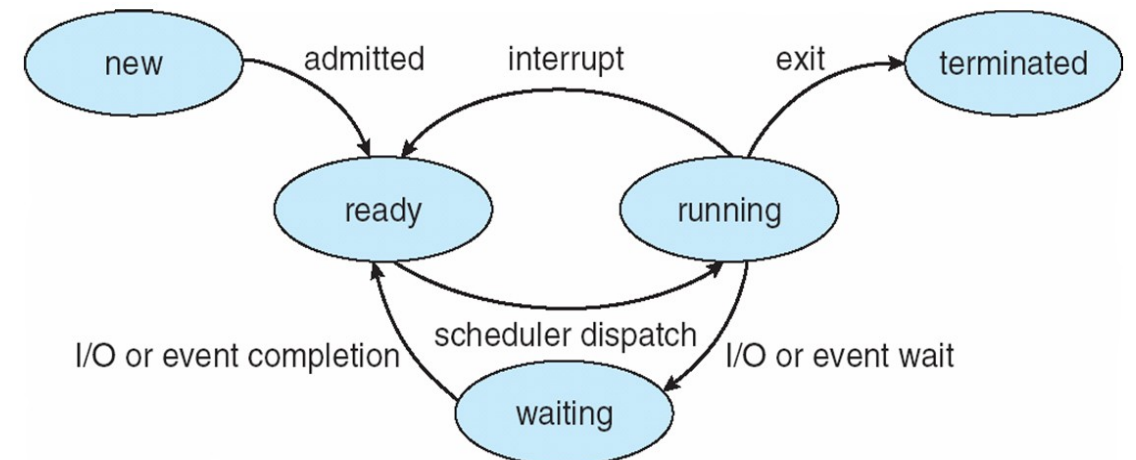 new
admitted
interrupt
exit
terminated
ready
running
scheduler dispatch
I/O or event completion
I/O or event wait
waiting